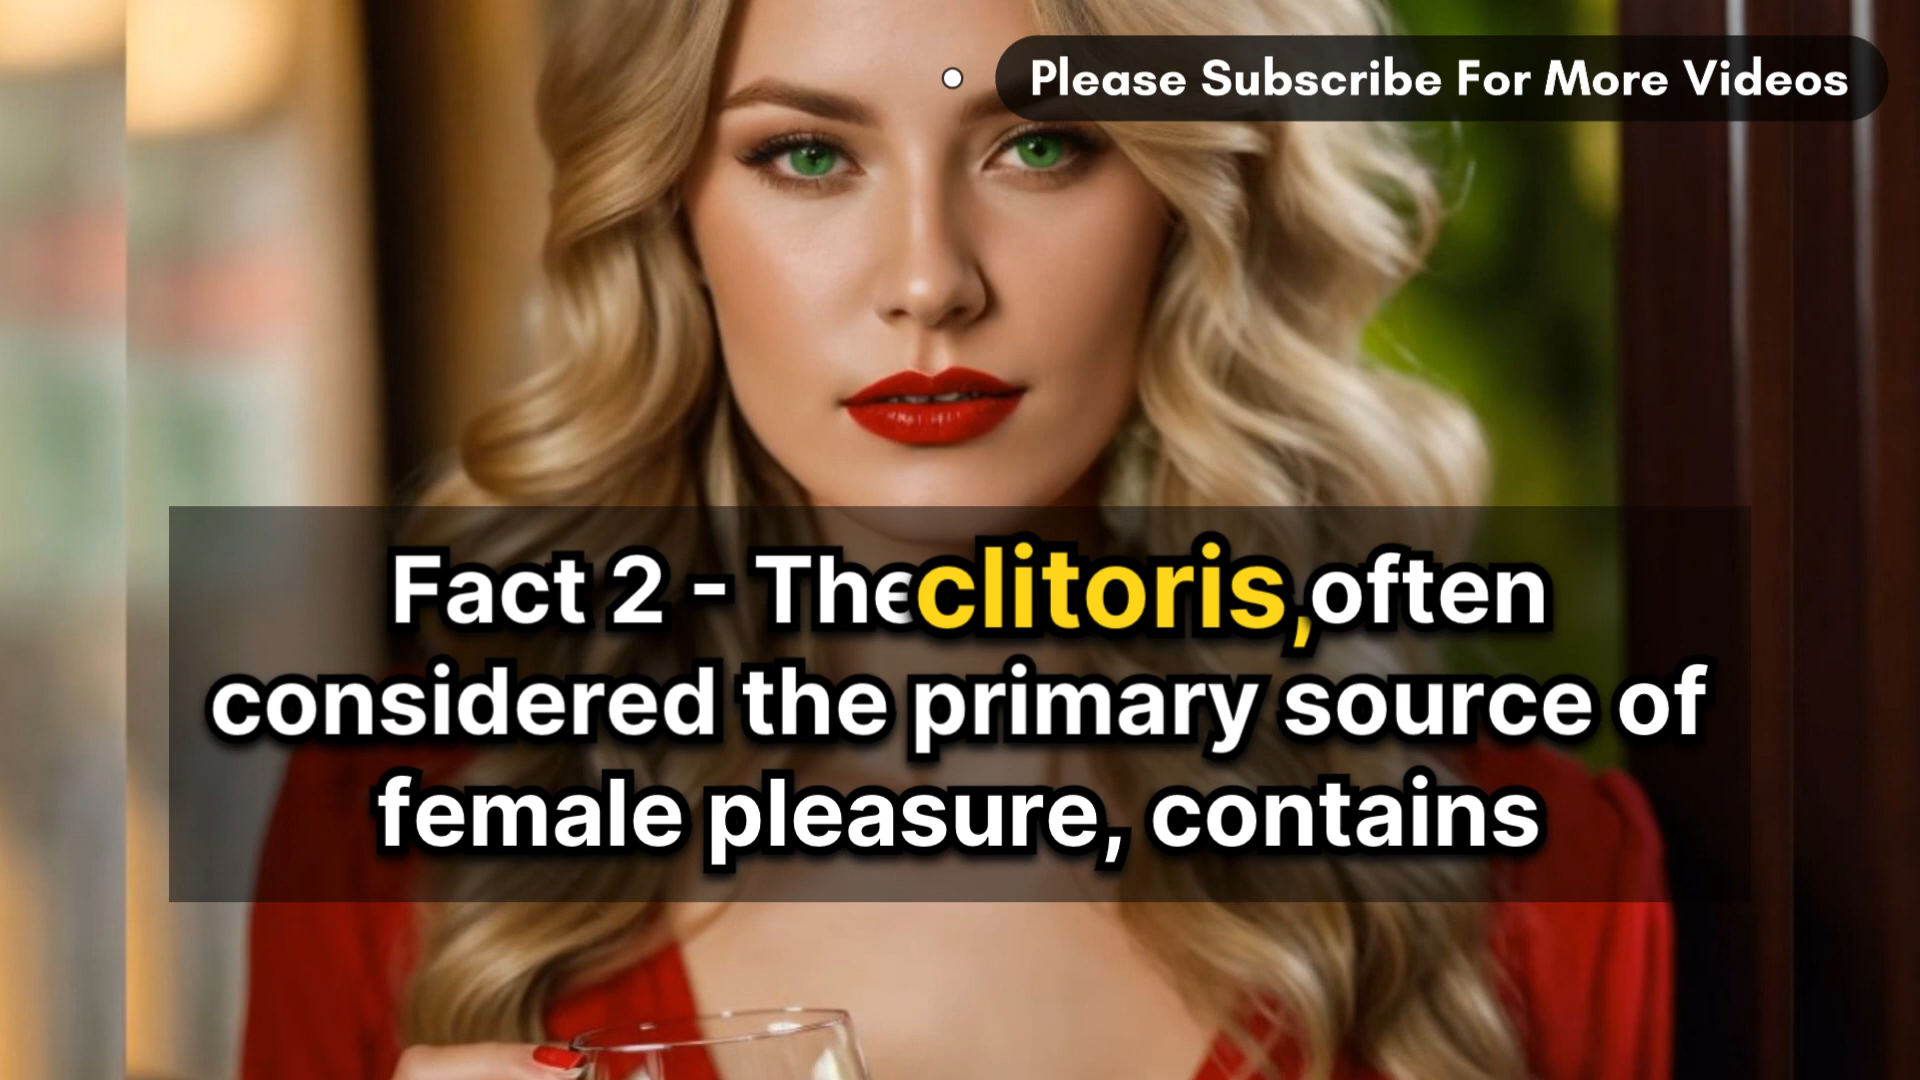 Please Subscribe For More Videos
Fact 2 - The clitoris, often
considered the primary source of
female pleasure, contains